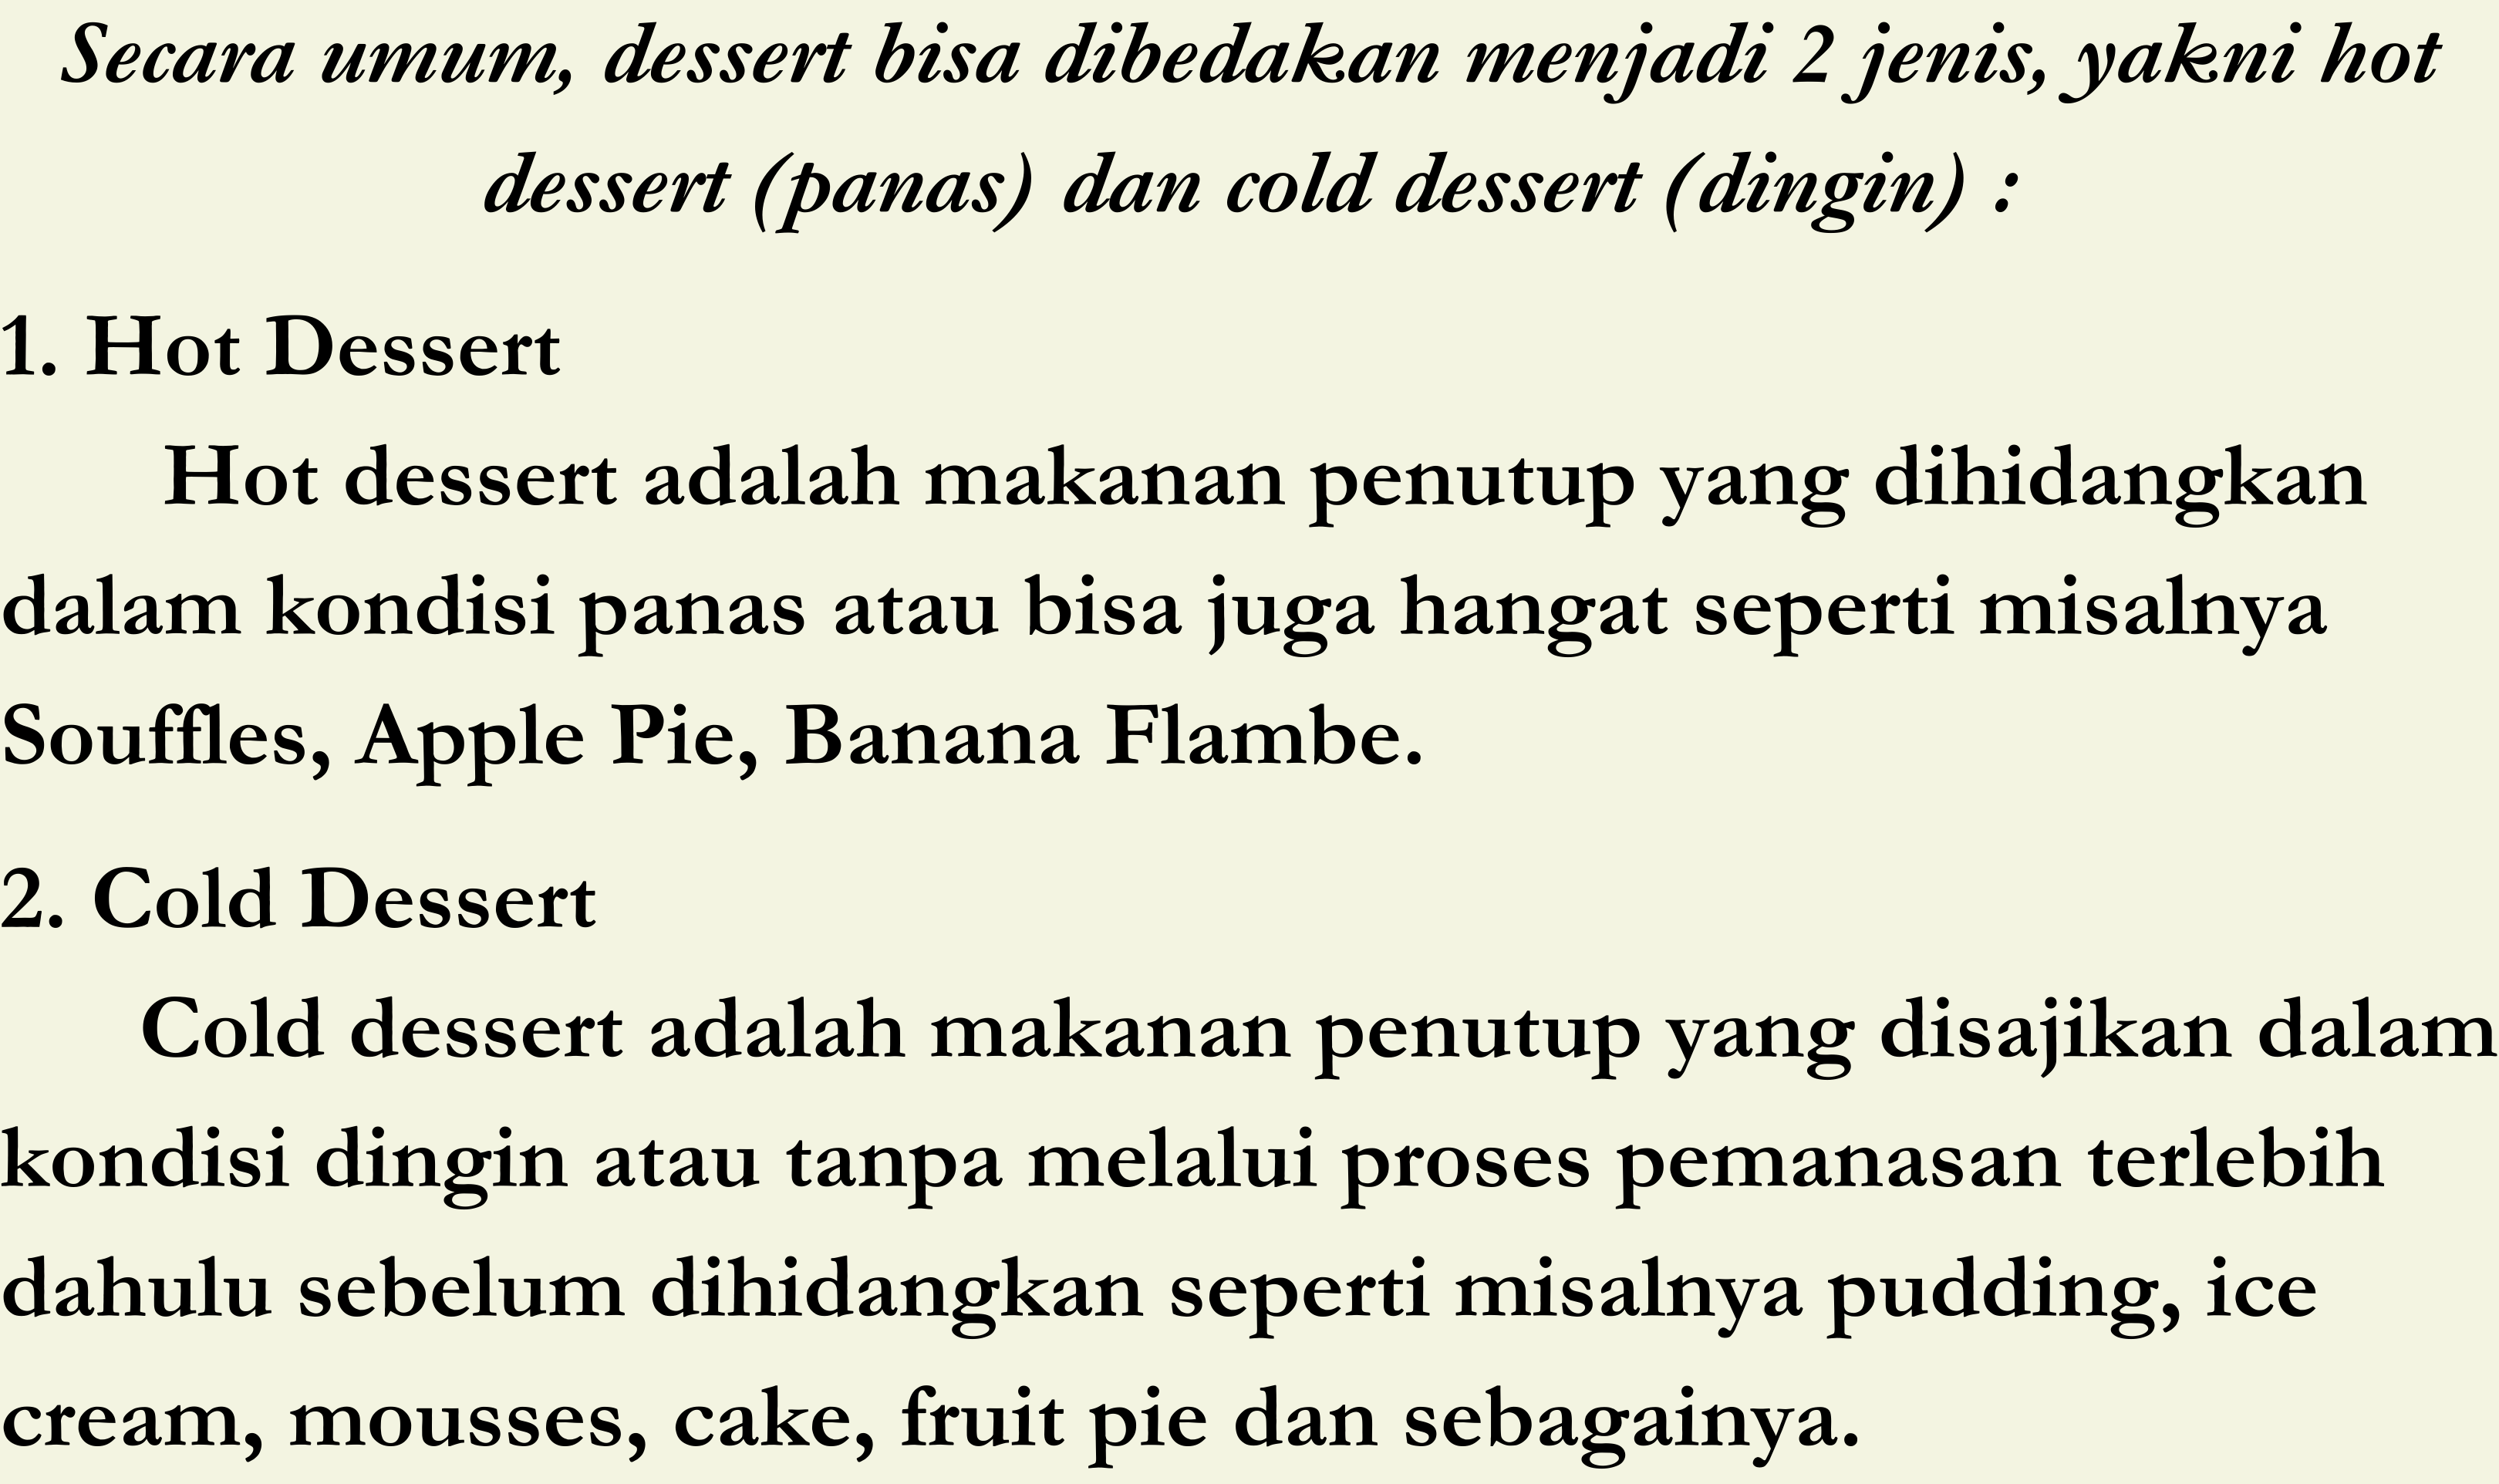 Secara umum, dessert bisa dibedakan menjadi 2 jenis, yakni hot
dessert (panas) dan cold dessert (dingin) :
1. Hot Dessert
Hot dessert adalah makanan penutup yang dihidangkan
dalam kondisi panas atau bisa juga hangat seperti misalnya
Souffles, Apple Pie, Banana Flambe.
2. Cold Dessert
Cold dessert adalah makanan penutup yang disajikan dalam
kondisi dingin atau tanpa melalui proses pemanasan terlebih
dahulu sebelum dihidangkan seperti misalnya pudding, ice
cream, mousses, cake, fruit pie dan sebagainya.